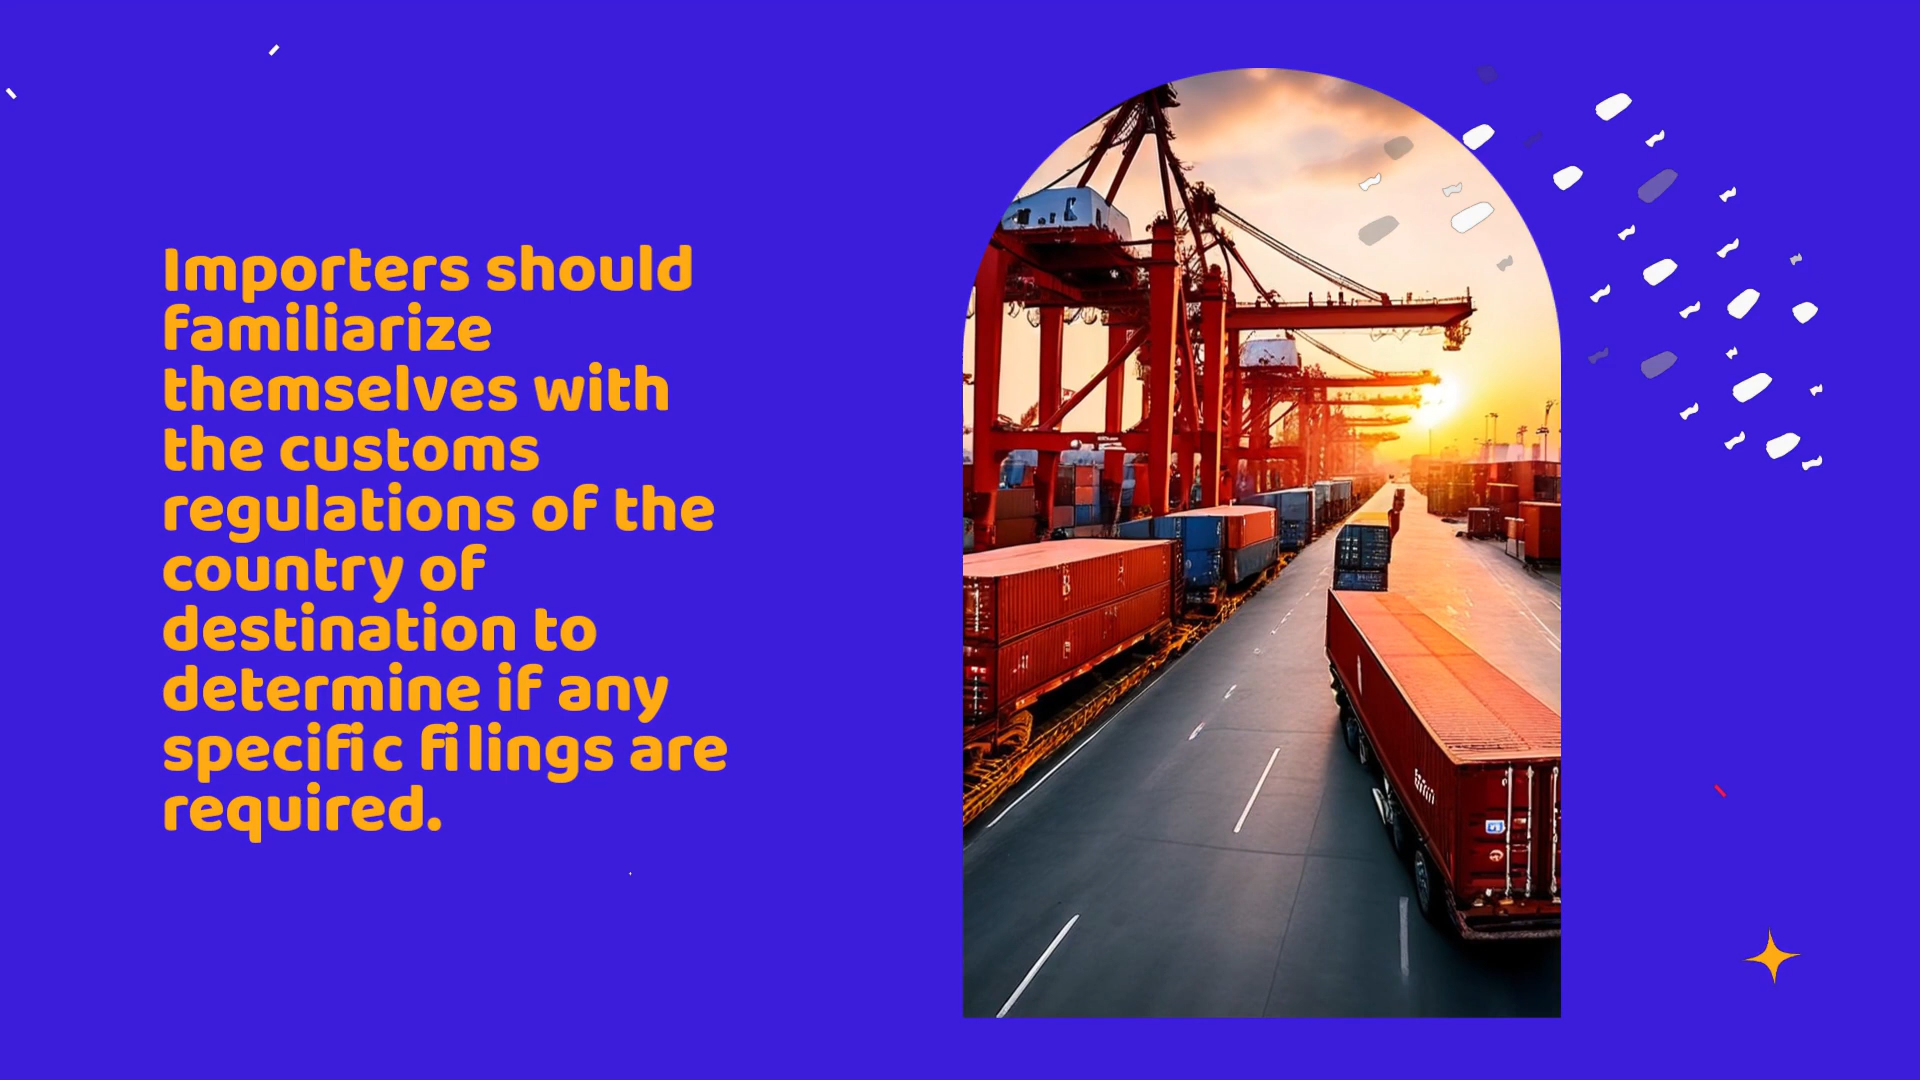 Importers should
familiarize
themselves with
the customs
regulations of the
country of
destination to
determine if any
specific filings are
required.